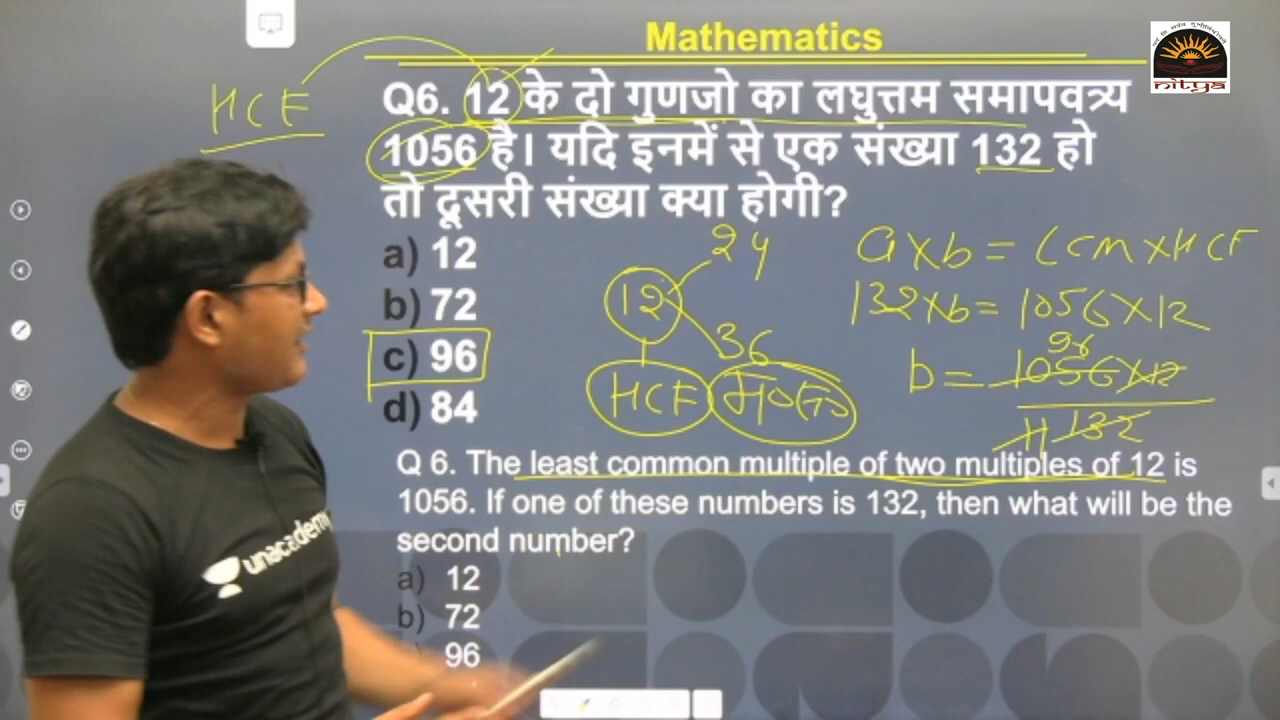 Mathematics
HCF
Q6. 12 के दो गुणजो का लघुत्तम समापवत्र्य
1056 है। यदि इनमें से एक संख्या 132 हो
तो दूसरी संख्या क्या होगी?
a) 12
b) 72
c) 96
d) 84
24
12
36
HCF
a×b = LCM×HCF
132×b = 1056×12
96
b = 1056×12
11 132
Q 6. The least common multiple of two multiples of 12 is
1056. If one of these numbers is 132, then what will be the
second number?
a) 12
b) 72
96
unacademy
nitya